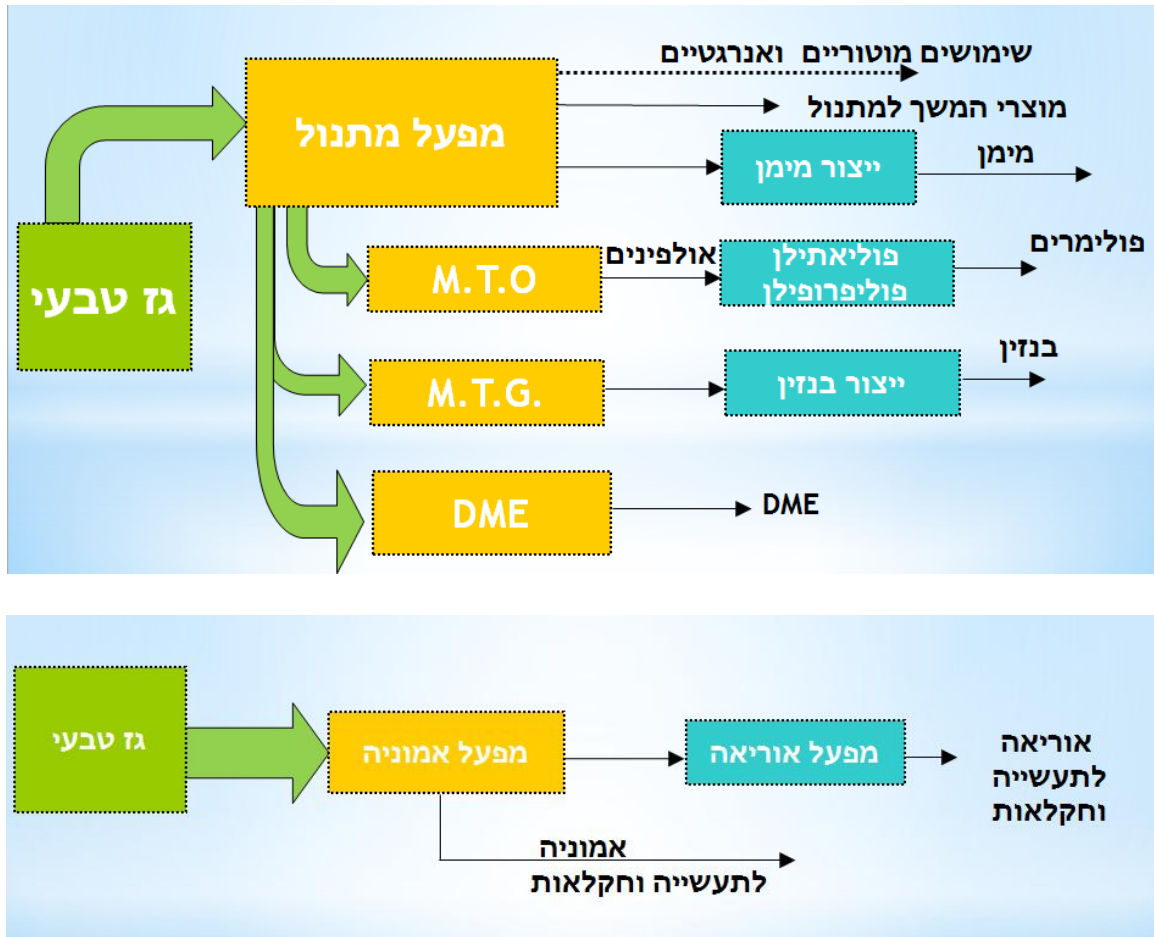 שימושים מוטוריים ואנרגטיים
מוצרי המשך למתנול
מפעל מתנול
ייצור מימן
מימן
גז טבעי
M.T.O
אולפינים
פוליאתילן
פוליפרופילן
פולימרים
M.T.G.
ייצור בנזין
בנזין
DME
DME
גז טבעי
מפעל אמוניה
מפעל אוריאה
אוריאה
לתעשייה
וחקלאות
אמוניה
לתעשייה וחקלאות